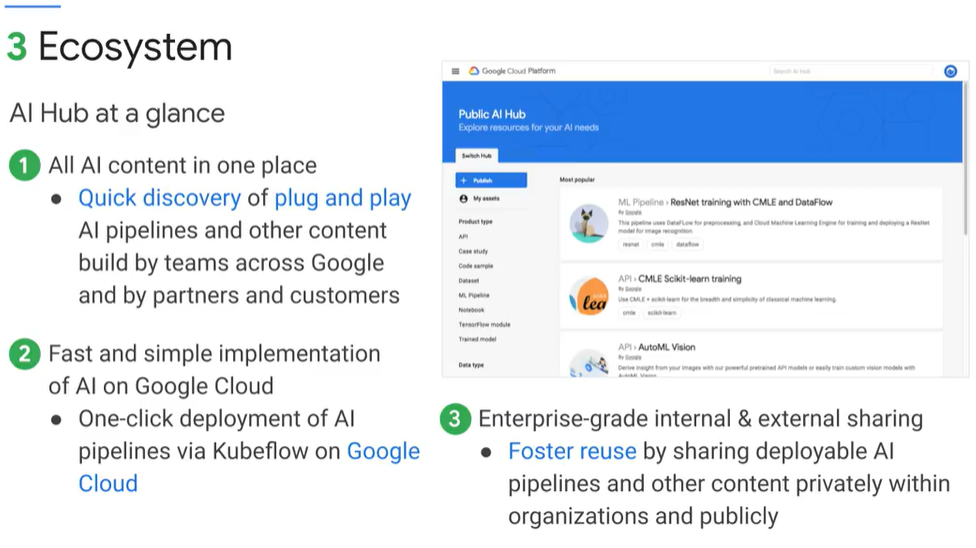 3 Ecosystem
AI Hub at a glance
1 All AI content in one place
● Quick discovery of plug and play
AI pipelines and other content
build by teams across Google
and by partners and customers
2 Fast and simple implementation
of AI on Google Cloud
● One-click deployment of AI
pipelines via Kubeflow on Google
Cloud
Google Cloud Platform
Search AI hub
Public AI Hub
Explore resources for your AI needs
Switch Hub
+ Publish
My assets
Product type
API
Case study
Code sample
Dataset
ML Pipeline
Notebook
TensorFlow module
Trained model
Data type
Most popular
ML Pipeline › ResNet training with CMLE and DataFlow
By Google
This pipeline uses DataFlow for preprocessing, and Cloud Machine Learning Engine for training and deploying a ResNet
model for image recognition.
resnet cmle dataflow
API › CMLE Scikit-learn training
By Google
Use CMLE + scikit-learn for the breadth and simplicity of classical machine learning.
cmle scikit-learn
lea
API › AutoML Vision
By Google
Derive insight from your images with our powerful pretrained API models or easily train custom vision models with
AutoML Vision
3 Enterprise-grade internal & external sharing
● Foster reuse by sharing deployable AI
pipelines and other content privately within
organizations and publicly